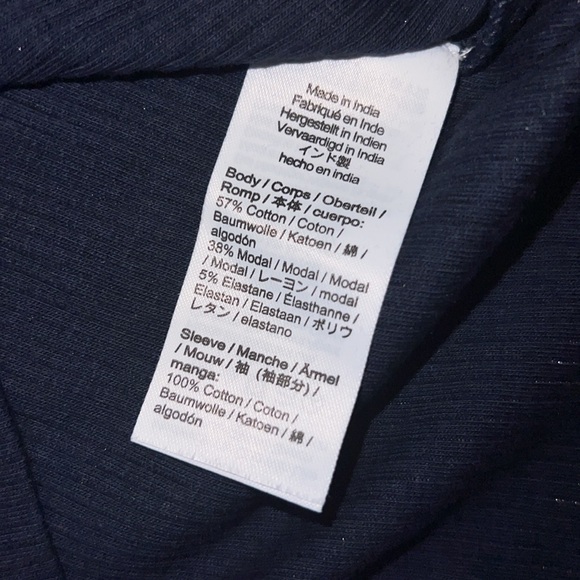 Made in India
Fabriqué en Inde
Hergestellt in Indien
Vervaardigd in India
インド製
hecho en india
Body / Corps / Oberteil /
Romp / 本体 / cuerpo:
57% Cotton / Coton /
Baumwolle / Katoen / 綿 /
algodón
38% Modal / Modal / Modal
/ Modal / レーヨン / modal
5% Elastane / Élasthanne /
Elastan / Elastaan / ポリウ
レタン / elastano
Sleeve / Manche / Ärmel
/ Mouw / 袖 (袖部分) /
manga:
100% Cotton / Coton /
Baumwolle / Katoen / 綿 /
algodón